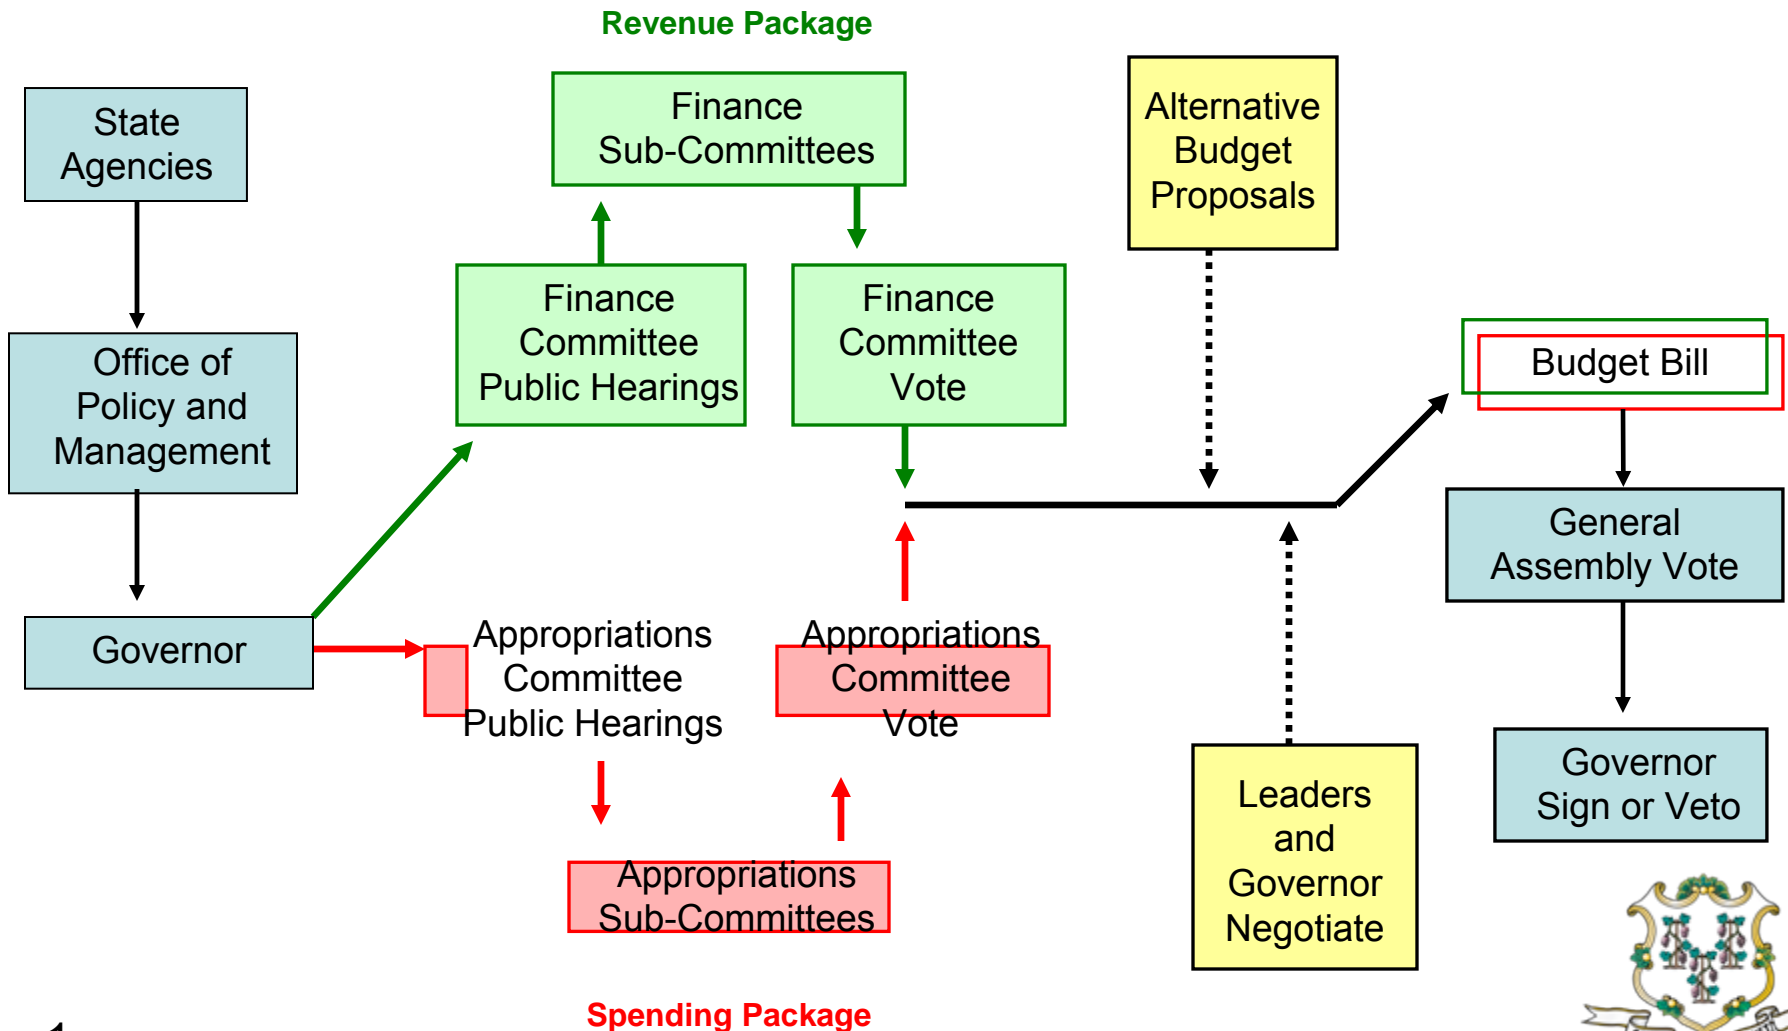 Revenue Package
State
Agencies
Finance
Sub-Committees
Alternative
Budget
Proposals
Office of
Policy and
Management
Finance
Committee
Public Hearings
Finance
Committee
Vote
Budget Bill
General
Assembly Vote
Governor
Appropriations
Committee
Public Hearings
Appropriations
Committee
Vote
Leaders
and
Governor
Negotiate
Governor
Sign or Veto
Appropriations
Sub-Committees
Spending Package